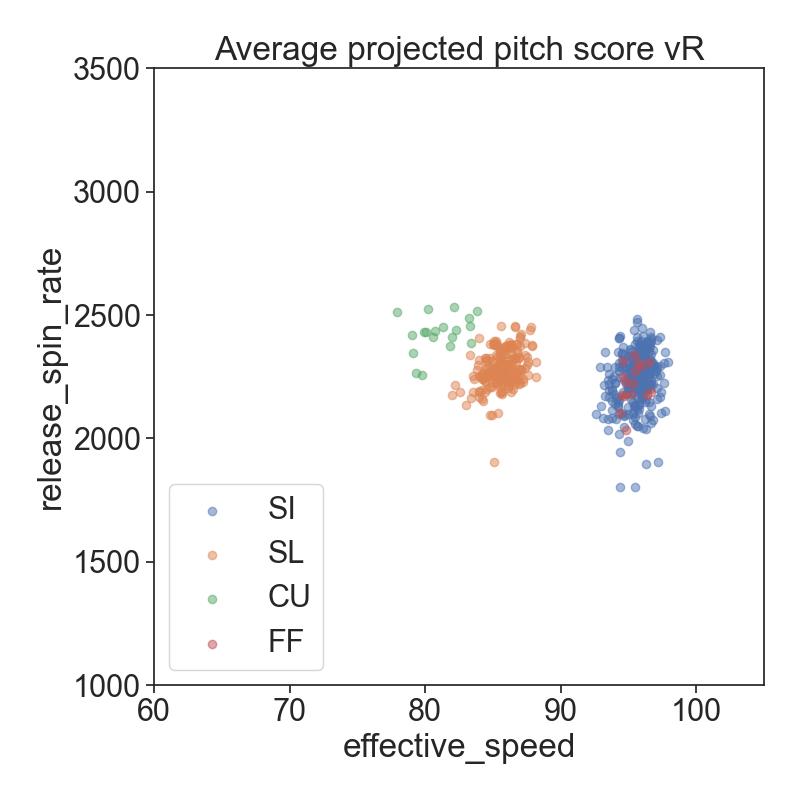 Average projected pitch score vR
3500
3000
2500
2000
1500
1000
release_spin_rate
SI
SL
CU
FF
60 70 80 90 100
effective_speed